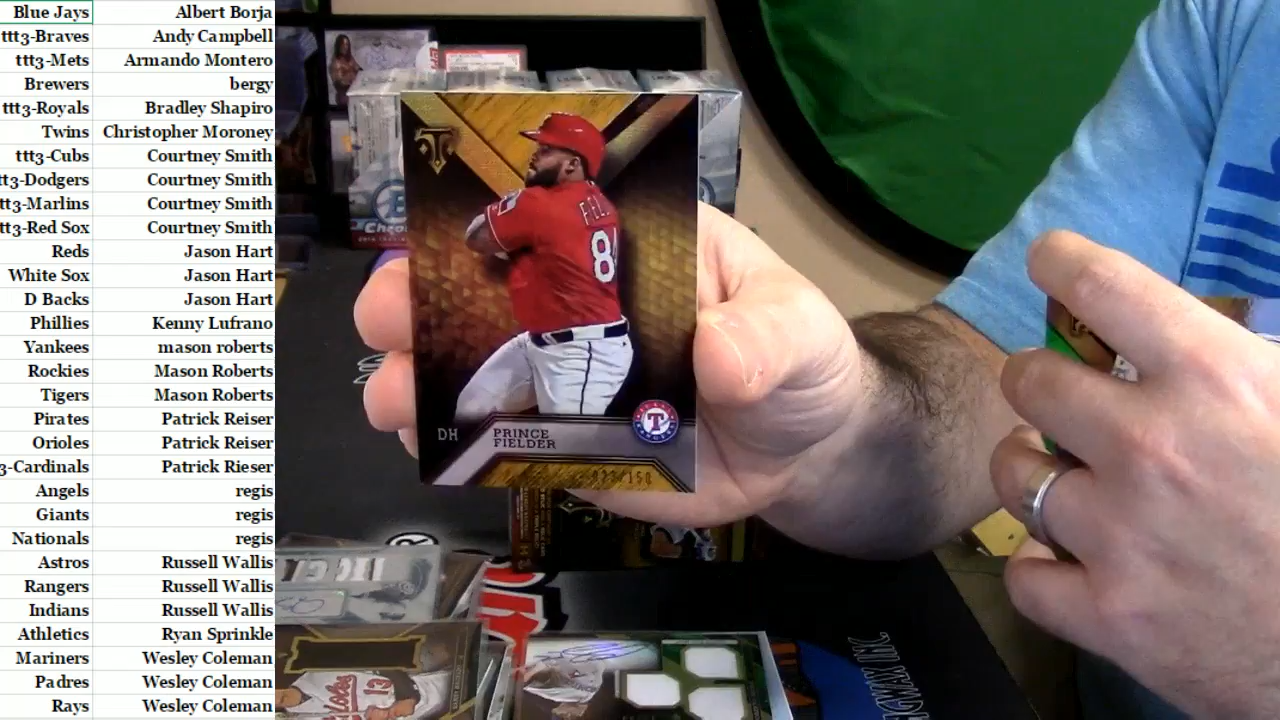 Blue Jays Albert Borja
ttt3-Braves Andy Campbell
ttt3-Mets Armando Montero
Brewers bergy
ttt3-Royals Bradley Shapiro
Twins Christopher Moroney
ttt3-Cubs Courtney Smith
tt3-Dodgers Courtney Smith
tt3-Marlins Courtney Smith
tt3-Red Sox Courtney Smith
Reds Jason Hart
White Sox Jason Hart
D Backs Jason Hart
Phillies Kenny Lufrano
Yankees mason roberts
Rockies Mason Roberts
Tigers Mason Roberts
Pirates Patrick Reiser
Orioles Patrick Reiser
3-Cardinals Patrick Rieser
Angels regis
Giants regis
Nationals regis
Astros Russell Wallis
Rangers Russell Wallis
Indians Russell Wallis
Athletics Ryan Sprinkle
Mariners Wesley Coleman
Padres Wesley Coleman
Rays Wesley Coleman
T
FIEL
84
T
DH
PRINCE
FIELDER
/150
13
INC